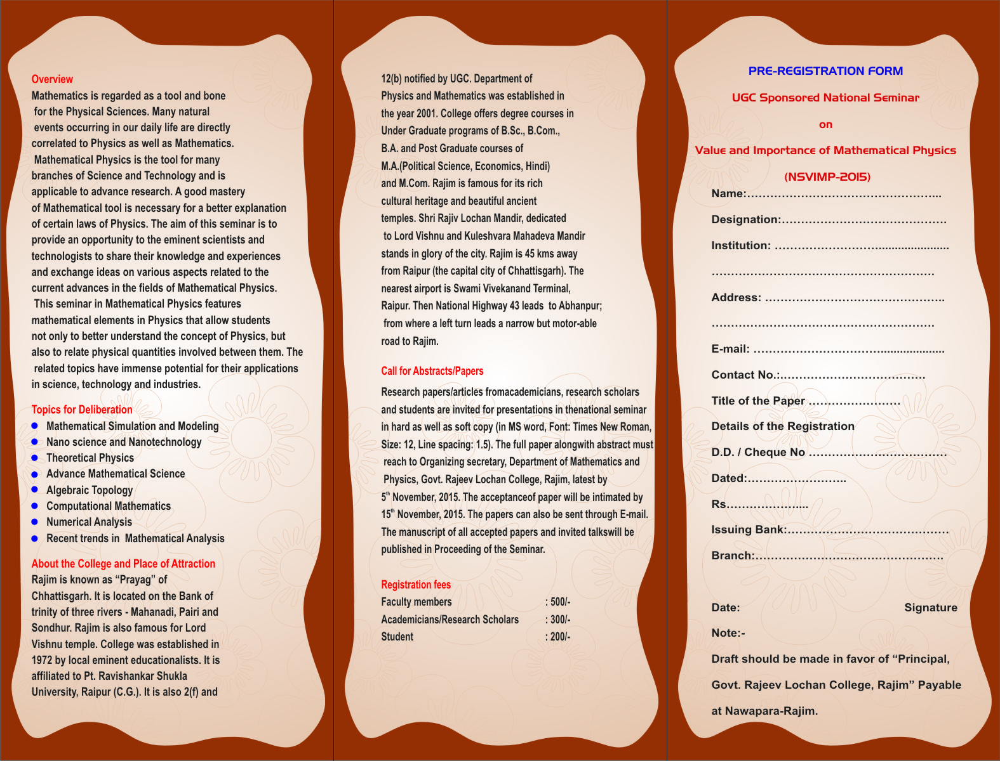 Overview
Mathematics is regarded as a tool and bone
for the Physical Sciences. Many natural
events occurring in our daily life are directly
correlated to Physics as well as Mathematics.
Mathematical Physics is the tool for many
branches of Science and Technology and is
applicable to advance research. A good mastery
of Mathematical tool is necessary for a better explanation
of certain laws of Physics. The aim of this seminar is to
provide an opportunity to the eminent scientists and
technologists to share their knowledge and experiences
and exchange ideas on various aspects related to the
current advances in the fields of Mathematical Physics.
This seminar in Mathematical Physics features
mathematical elements in Physics that allow students
not only to better understand the concept of Physics, but
also to relate physical quantities involved between them. The
related topics have immense potential for their applications
in science, technology and industries.
Topics for Deliberation
● Mathematical Simulation and Modeling
● Nano science and Nanotechnology
● Theoretical Physics
● Advance Mathematical Science
● Algebraic Topology
● Computational Mathematics
● Numerical Analysis
● Recent trends in Mathematical Analysis
About the College and Place of Attraction
Rajim is known as “Prayag” of
Chhattisgarh. It is located on the Bank of
trinity of three rivers - Mahanadi, Pairi and
Sondhur. Rajim is also famous for Lord
Vishnu temple. College was established in
1972 by local eminent educationalists. It is
affiliated to Pt. Ravishankar Shukla
University, Raipur (C.G.). It is also 2(f) and
12(b) notified by UGC. Department of
Physics and Mathematics was established in
the year 2001. College offers degree courses in
Under Graduate programs of B.Sc., B.Com.,
B.A. and Post Graduate courses of
M.A.(Political Science, Economics, Hindi)
and M.Com. Rajim is famous for its rich
cultural heritage and beautiful ancient
temples. Shri Rajiv Lochan Mandir, dedicated
to Lord Vishnu and Kuleshvara Mahadeva Mandir
stands in glory of the city. Rajim is 45 kms away
from Raipur (the capital city of Chhattisgarh). The
nearest airport is Swami Vivekanand Terminal,
Raipur. Then National Highway 43 leads to Abhanpur;
from where a left turn leads a narrow but motor-able
road to Rajim.
Call for Abstracts/Papers
Research papers/articles fromacademicians, research scholars
and students are invited for presentations in thenational seminar
in hard as well as soft copy (in MS word, Font: Times New Roman,
Size: 12, Line spacing: 1.5). The full paper alongwith abstract must
reach to Organizing secretary, Department of Mathematics and
Physics, Govt. Rajeev Lochan College, Rajim, latest by
5th November, 2015. The acceptanceof paper will be intimated by
15th November, 2015. The papers can also be sent through E-mail.
The manuscript of all accepted papers and invited talkswill be
published in Proceeding of the Seminar.
Registration fees
Faculty members : 500/-
Academicians/Research Scholars : 300/-
Student : 200/-
PRE-REGISTRATION FORM
UGC Sponsored National Seminar
on
Value and Importance of Mathematical Physics
(NSVIMP-2015)
Name:…………………………………………...
Designation:…………………………………….
Institution: ………………………...................
………………………………………………….
Address: ………………………………………..
………………………………………………….
E-mail: ……………………………..................
Contact No.:……………………………….
Title of the Paper ……………………
Details of the Registration
D.D. / Cheque No ………………………………
Dated:……………………..
Rs………………....
Issuing Bank:……………………………………
Branch:………………………………………….
Date: Signature
Note:-
Draft should be made in favor of “Principal,
Govt. Rajeev Lochan College, Rajim” Payable
at Nawapara-Rajim.